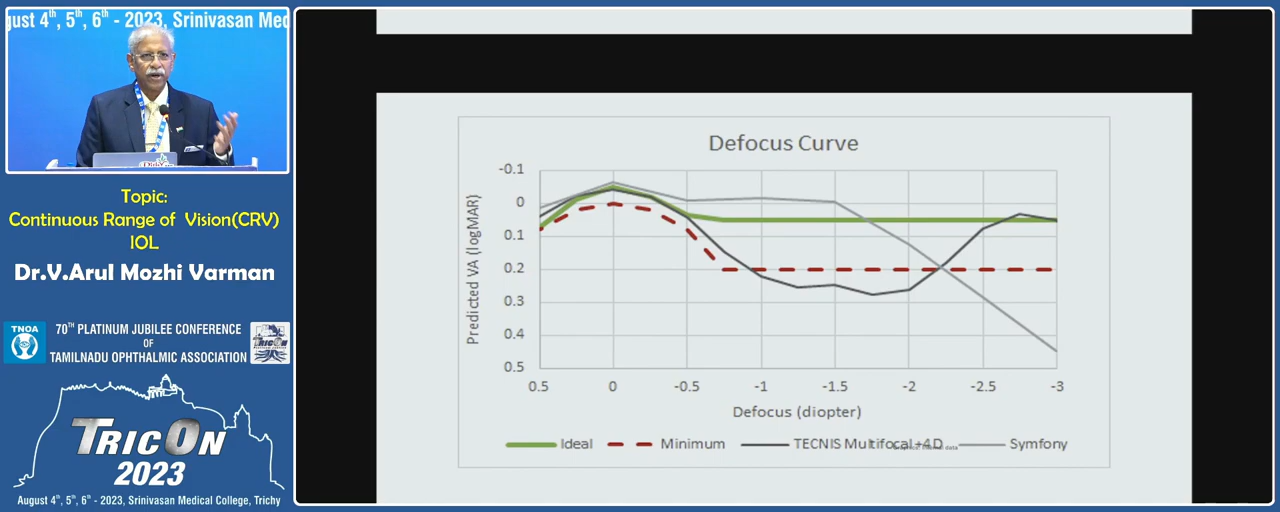 gust 4th, 5th, 6th - 2023, Srinivasan Med
Topic:
Continuous Range of Vision(CRV)
IOL
Dr.V.Arul Mozhi Varman
TNOA
70TH PLATINUM JUBILEE CONFERENCE
OF
TAMILNADU OPHTHALMIC ASSOCIATION
TRICON
TRICON
2023
August 4th, 5th, 6th - 2023, Srinivasan Medical College, Trichy
Defocus Curve
Predicted VA (logMAR)
-0.1
0
0.1
0.2
0.3
0.4
0.5
0.5 0 -0.5 -1 -1.5 -2 -2.5 -3
Defocus (diopter)
Ideal Minimum TECNIS Multifocal +4D Symfony